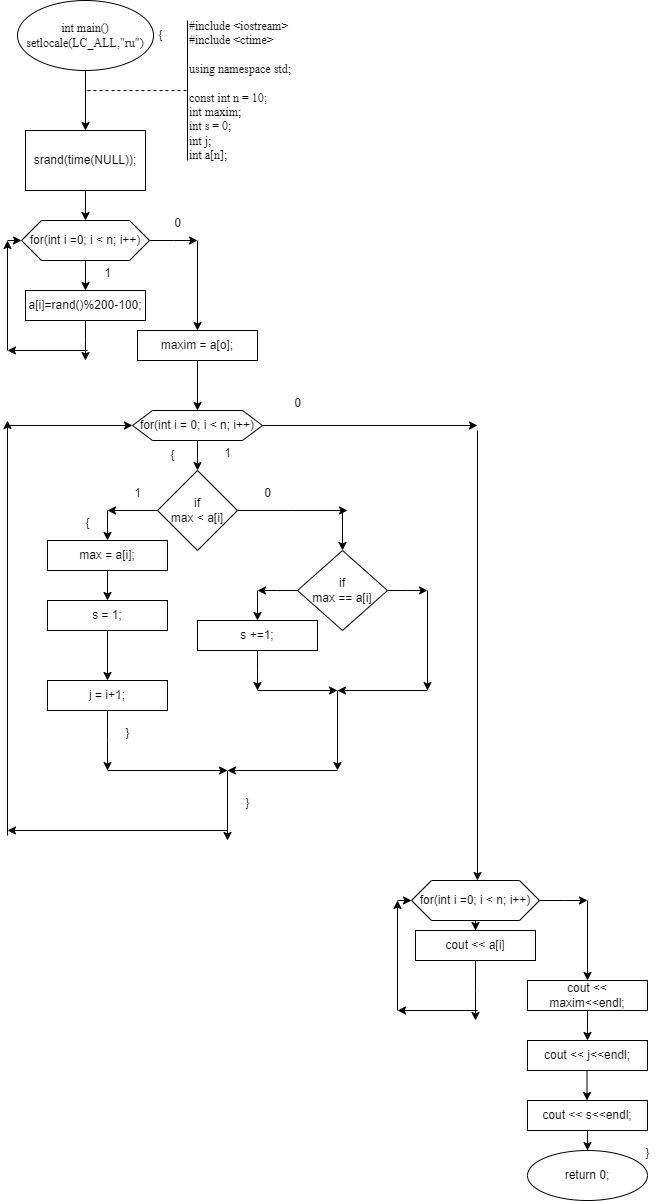 int main()
setlocale(LC_ALL,"ru")
{
#include <iostream>
#include <ctime>
using namespace std;
const int n = 10;
int maxim;
int s = 0;
int j;
int a[n];
srand(time(NULL));
0
for(int i =0; i < n; i++)
1
a[i]=rand()%200-100;
maxim = a[o];
0
for(int i = 0; i < n; i++)
{
1
1
0
if
max < a[i]
{
max = a[i];
if
max == a[i]
s = 1;
s +=1;
j = i+1;
}
}
for(int i =0; i < n; i++)
cout << a[i]
cout <<
maxim<<endl;
cout << j<<endl;
cout << s<<endl;
}
return 0;